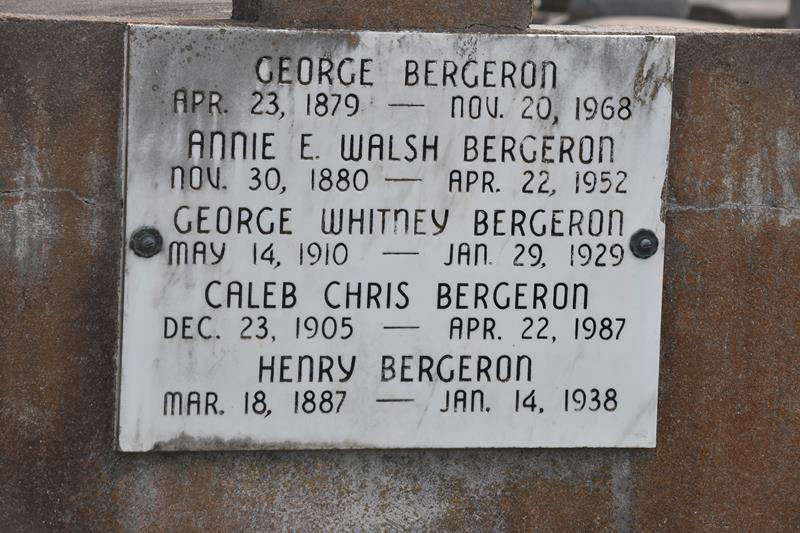 GEORGE BERGERON
APR. 23, 1879 — NOV. 20, 1968
ANNIE E. WALSH BERGERON
NOV. 30, 1880 — APR. 22, 1952
GEORGE WHITNEY BERGERON
MAY 14, 1910 — JAN. 29, 1929
CALEB CHRIS BERGERON
DEC. 23, 1905 — APR. 22, 1987
HENRY BERGERON
MAR. 18, 1887 — JAN. 14, 1938